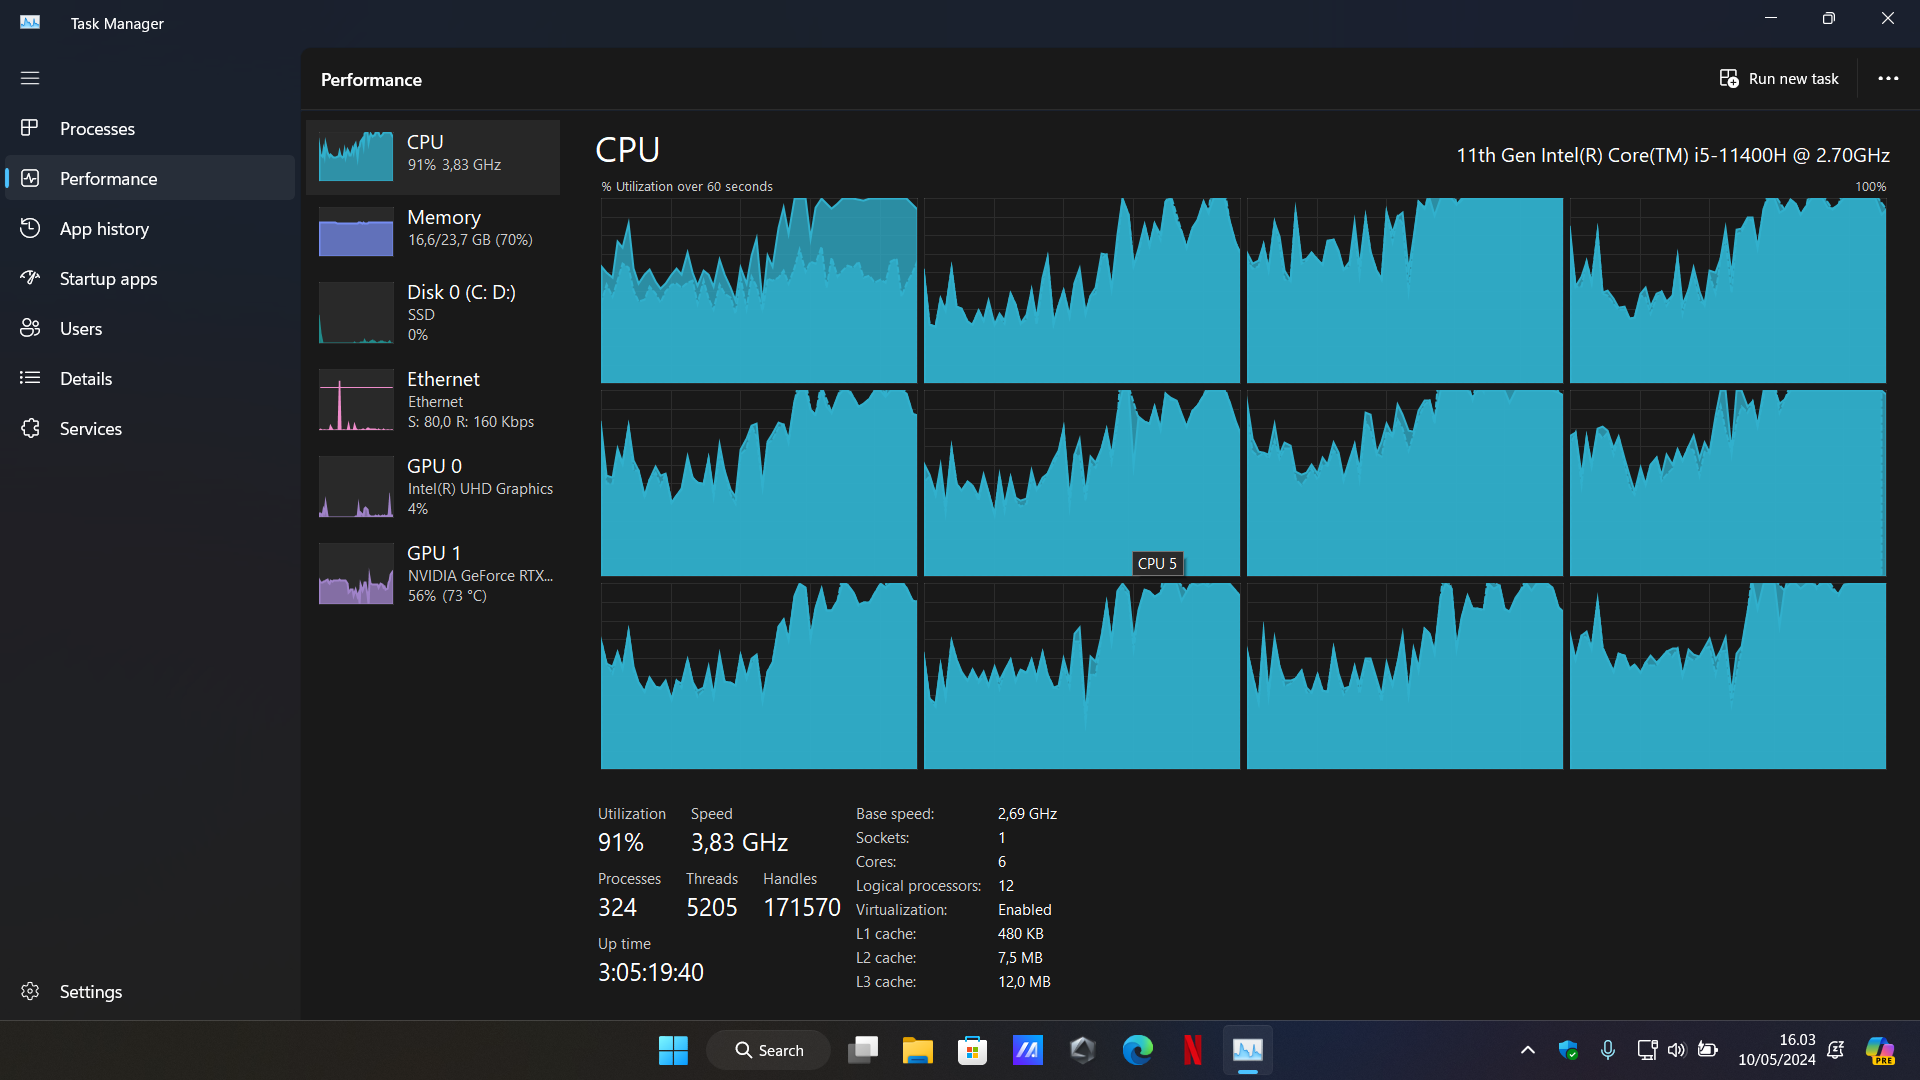 Task Manager
Performance
Run new task
Processes
Performance
App history
Startup apps
Users
Details
Services
Settings
CPU
91% 3,83 GHz
Memory
16,6/23,7 GB (70%)
Disk 0 (C: D:)
SSD
0%
Ethernet
Ethernet
S: 80,0 R: 160 Kbps
GPU 0
Intel(R) UHD Graphics
4%
GPU 1
NVIDIA GeForce RTX...
56% (73 °C)
CPU
11th Gen Intel(R) Core(TM) i5-11400H @ 2.70GHz
% Utilization over 60 seconds
100%
CPU 5
Utilization
Speed
91%
3,83 GHz
Processes
Threads
Handles
324
5205
171570
Up time
3:05:19:40
Base speed: 2,69 GHz
Sockets: 1
Cores: 6
Logical processors: 12
Virtualization: Enabled
L1 cache: 480 KB
L2 cache: 7,5 MB
L3 cache: 12,0 MB
Search
16.03
10/05/2024
PRE